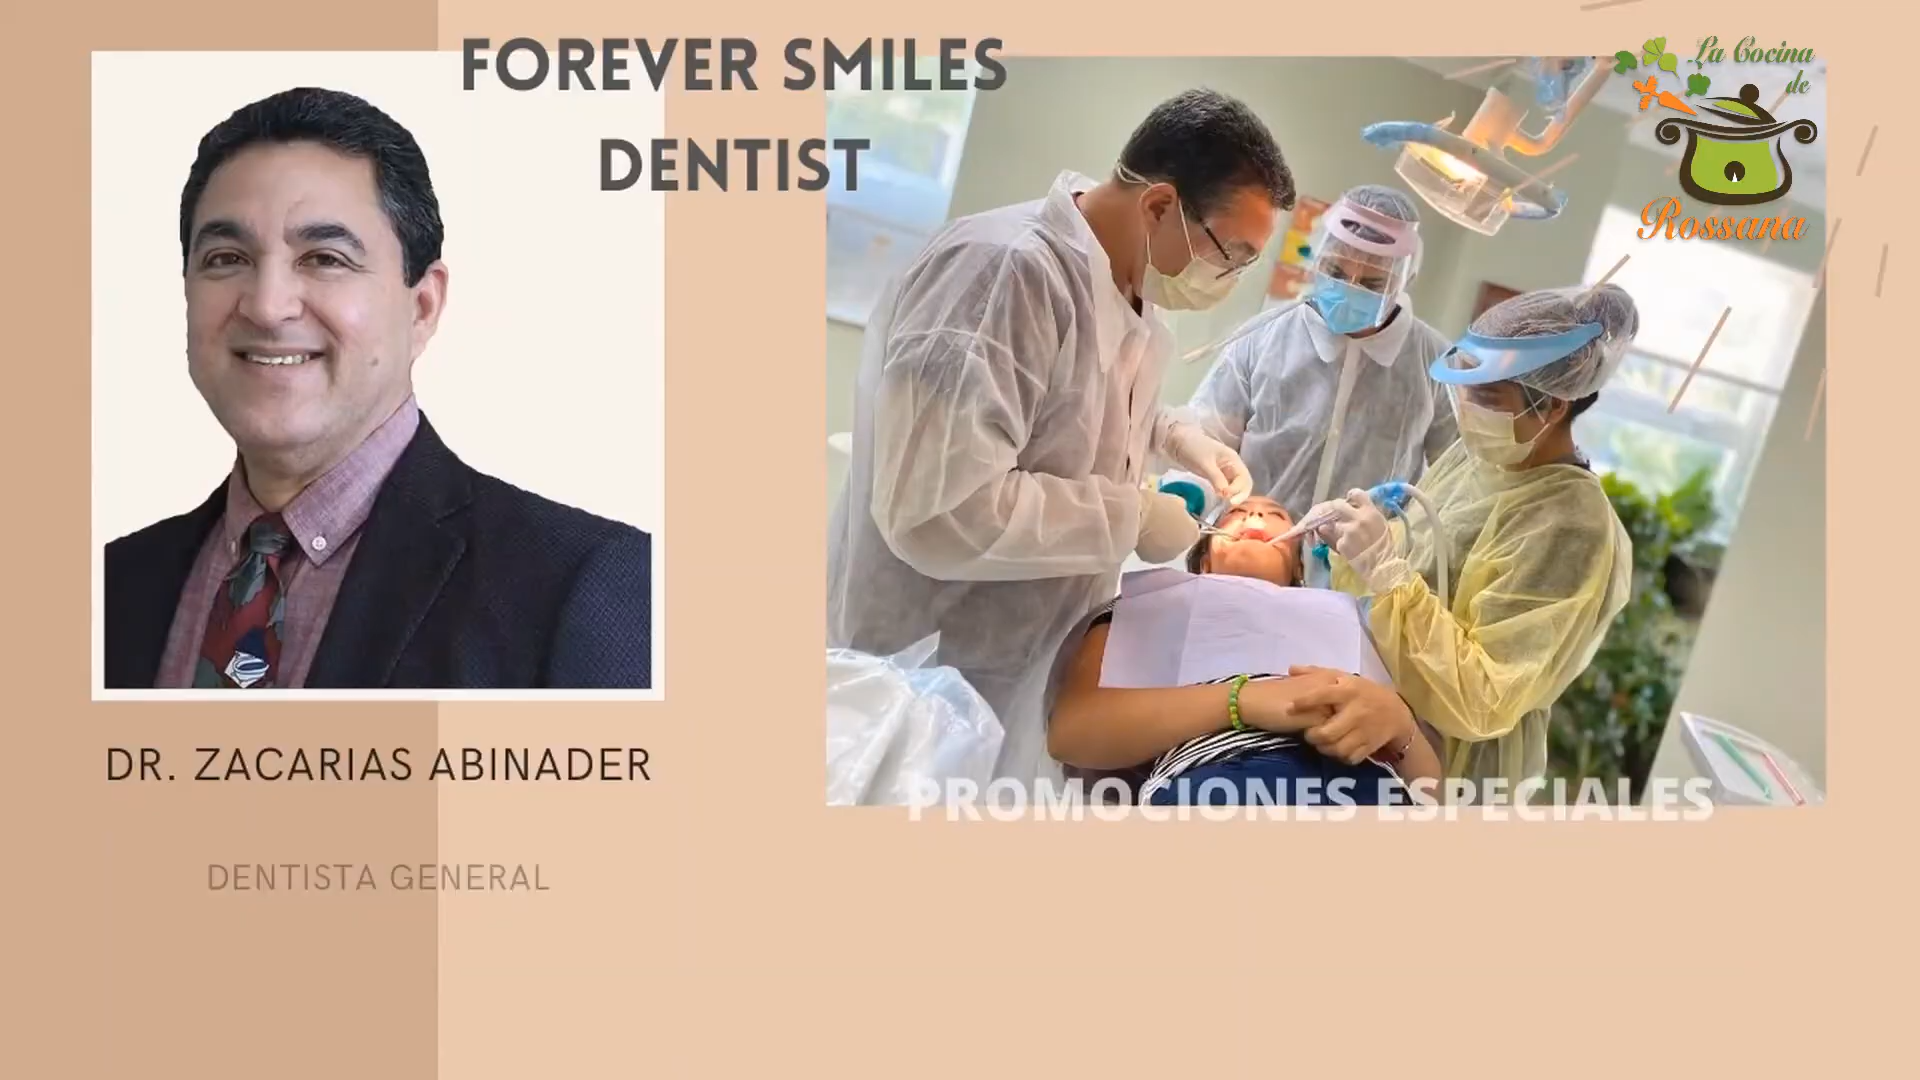 FOREVER SMILES
DENTIST
La Cocina
de
Rossana
PROMOCIONES ESPECIALES
DR. ZACARIAS ABINADER
DENTISTA GENERAL